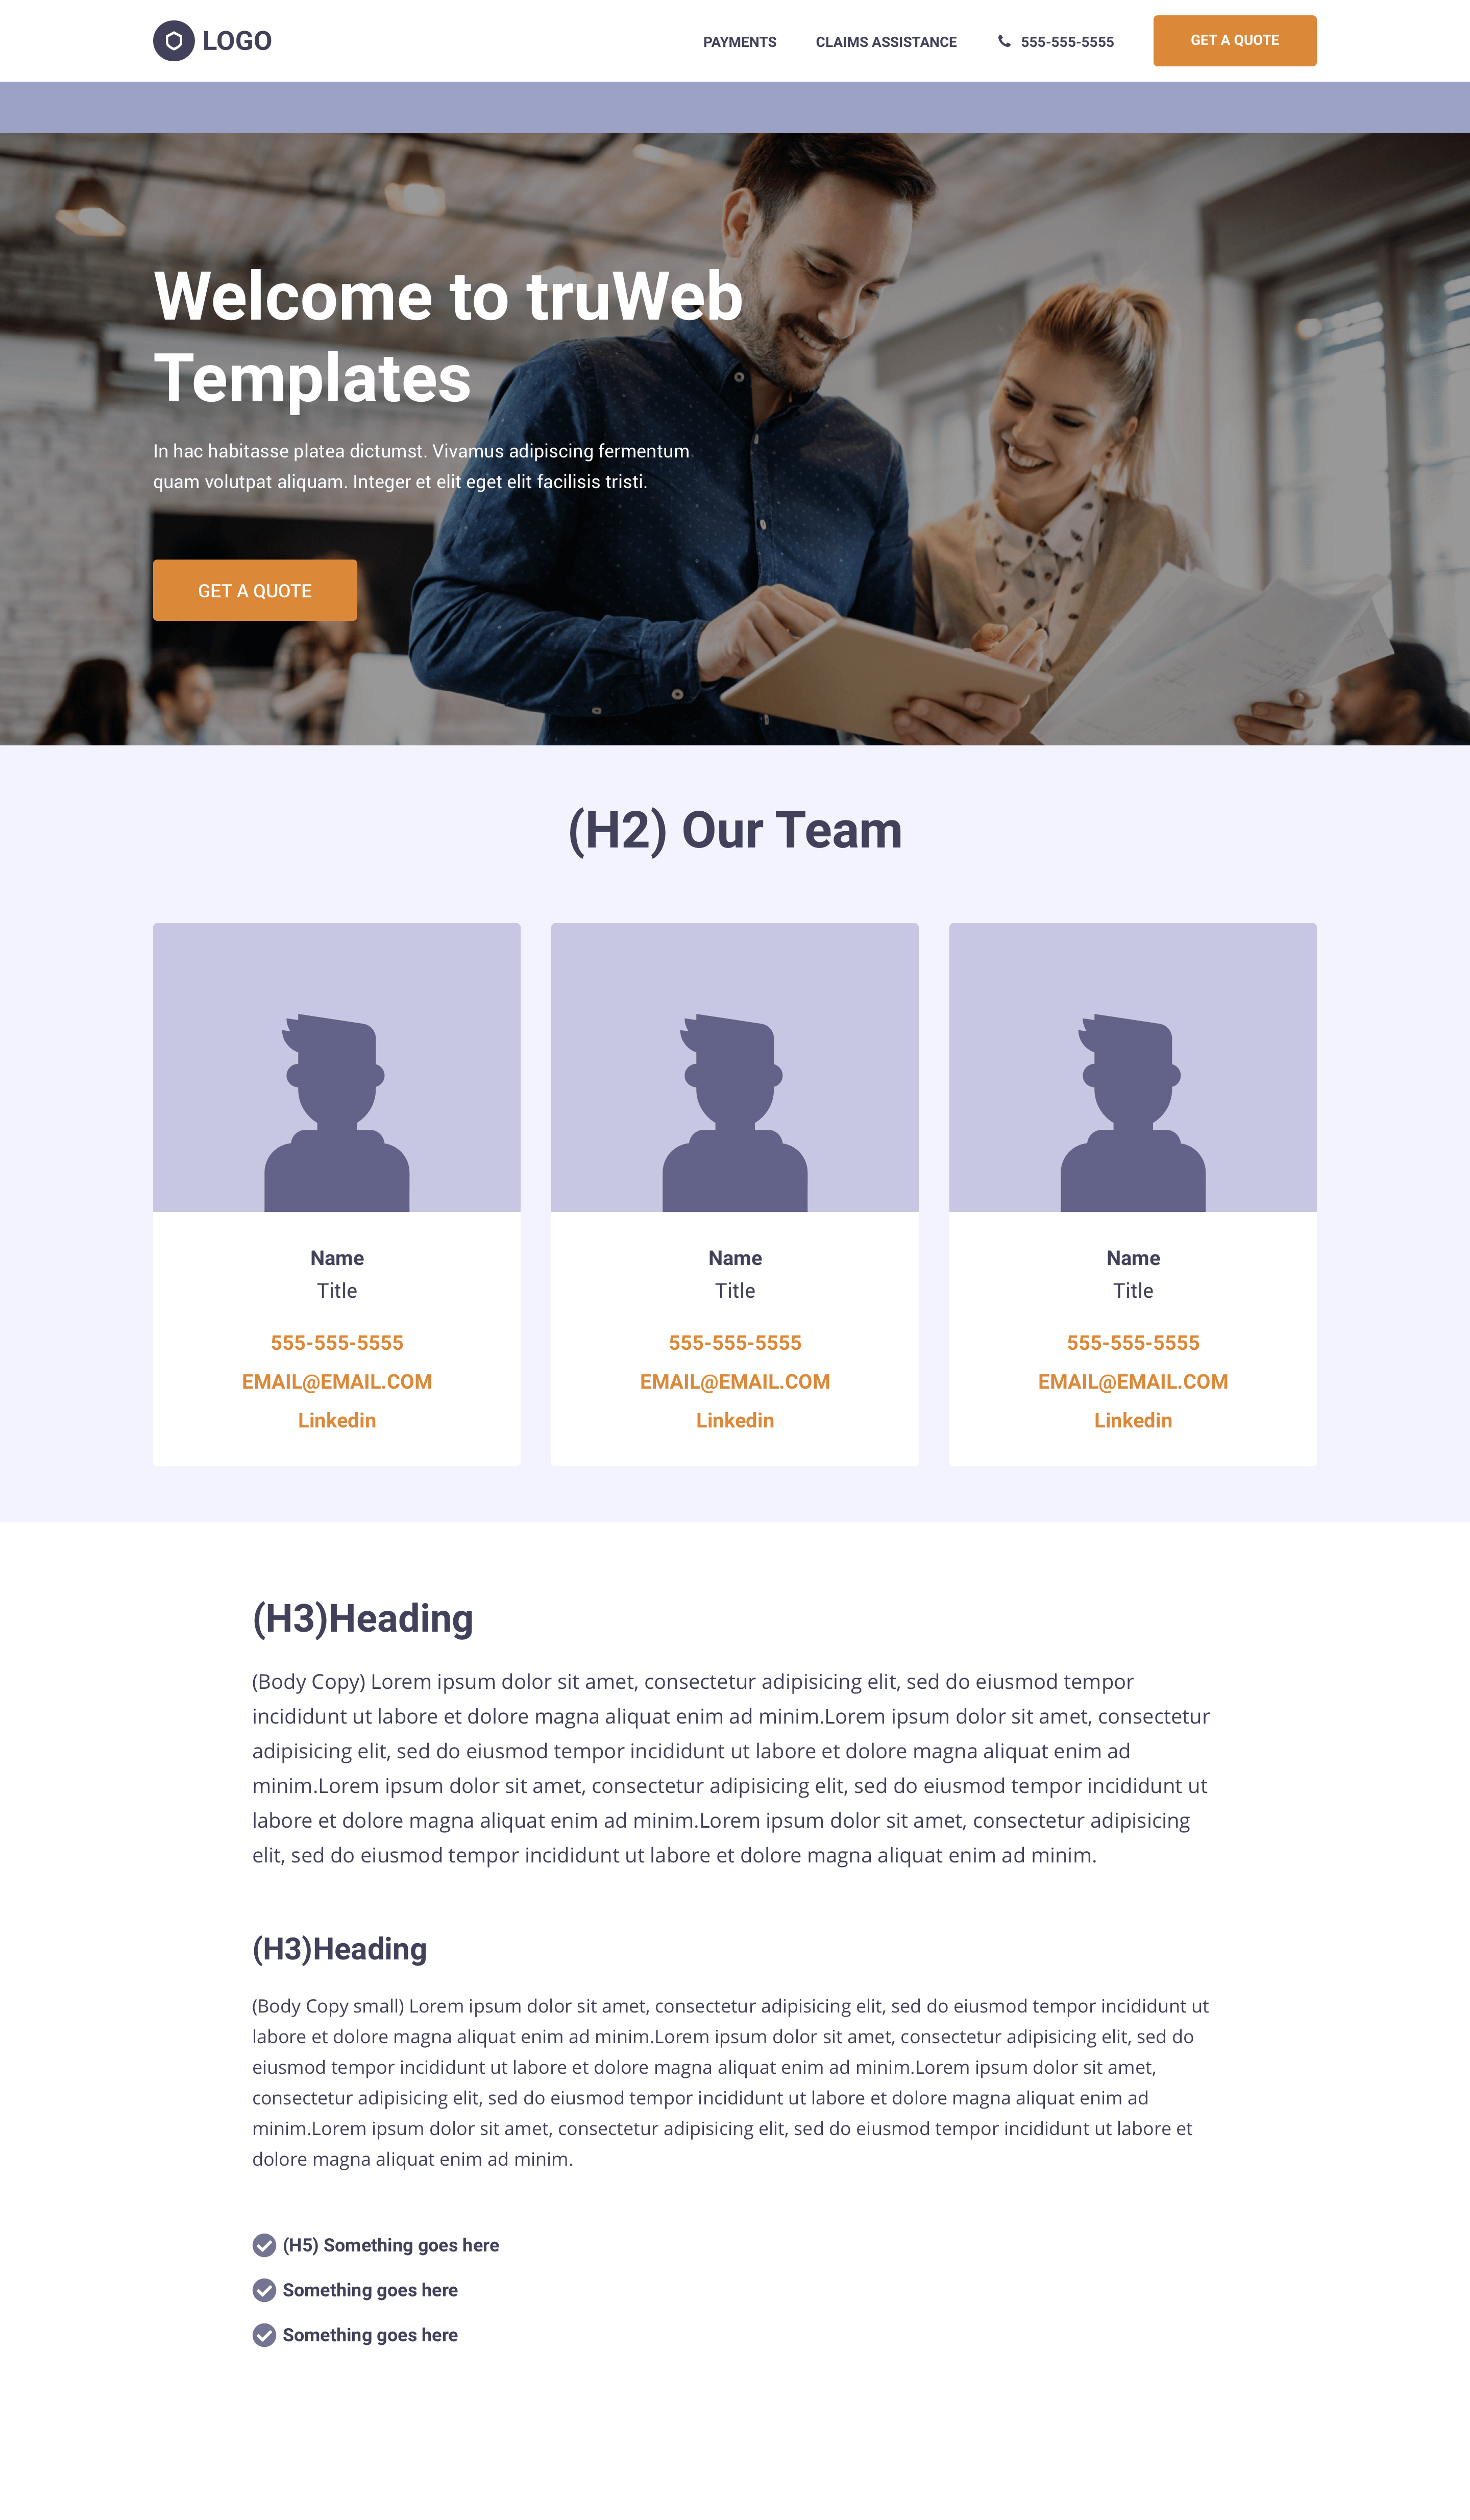 LOGO
PAYMENTS CLAIMS ASSISTANCE 555-555-5555 GET A QUOTE
Welcome to truWeb
Templates
In hac habitasse platea dictumst. Vivamus adipiscing fermentum
quam volutpat aliquam. Integer et elit eget elit facilisis tristi.
GET A QUOTE
(H2) Our Team
Name
Title
555-555-5555
EMAIL@EMAIL.COM
Linkedin
Name
Title
555-555-5555
EMAIL@EMAIL.COM
Linkedin
Name
Title
555-555-5555
EMAIL@EMAIL.COM
Linkedin
(H3)Heading
(Body Copy) Lorem ipsum dolor sit amet, consectetur adipisicing elit, sed do eiusmod tempor
incididunt ut labore et dolore magna aliquat enim ad minim.Lorem ipsum dolor sit amet, consectetur
adipisicing elit, sed do eiusmod tempor incididunt ut labore et dolore magna aliquat enim ad
minim.Lorem ipsum dolor sit amet, consectetur adipisicing elit, sed do eiusmod tempor incididunt ut
labore et dolore magna aliquat enim ad minim.Lorem ipsum dolor sit amet, consectetur adipisicing
elit, sed do eiusmod tempor incididunt ut labore et dolore magna aliquat enim ad minim.
(H3)Heading
(Body Copy small) Lorem ipsum dolor sit amet, consectetur adipisicing elit, sed do eiusmod tempor incididunt ut
labore et dolore magna aliquat enim ad minim.Lorem ipsum dolor sit amet, consectetur adipisicing elit, sed do
eiusmod tempor incididunt ut labore et dolore magna aliquat enim ad minim.Lorem ipsum dolor sit amet,
consectetur adipisicing elit, sed do eiusmod tempor incididunt ut labore et dolore magna aliquat enim ad
minim.Lorem ipsum dolor sit amet, consectetur adipisicing elit, sed do eiusmod tempor incididunt ut labore et
dolore magna aliquat enim ad minim.
(H5) Something goes here
Something goes here
Something goes here